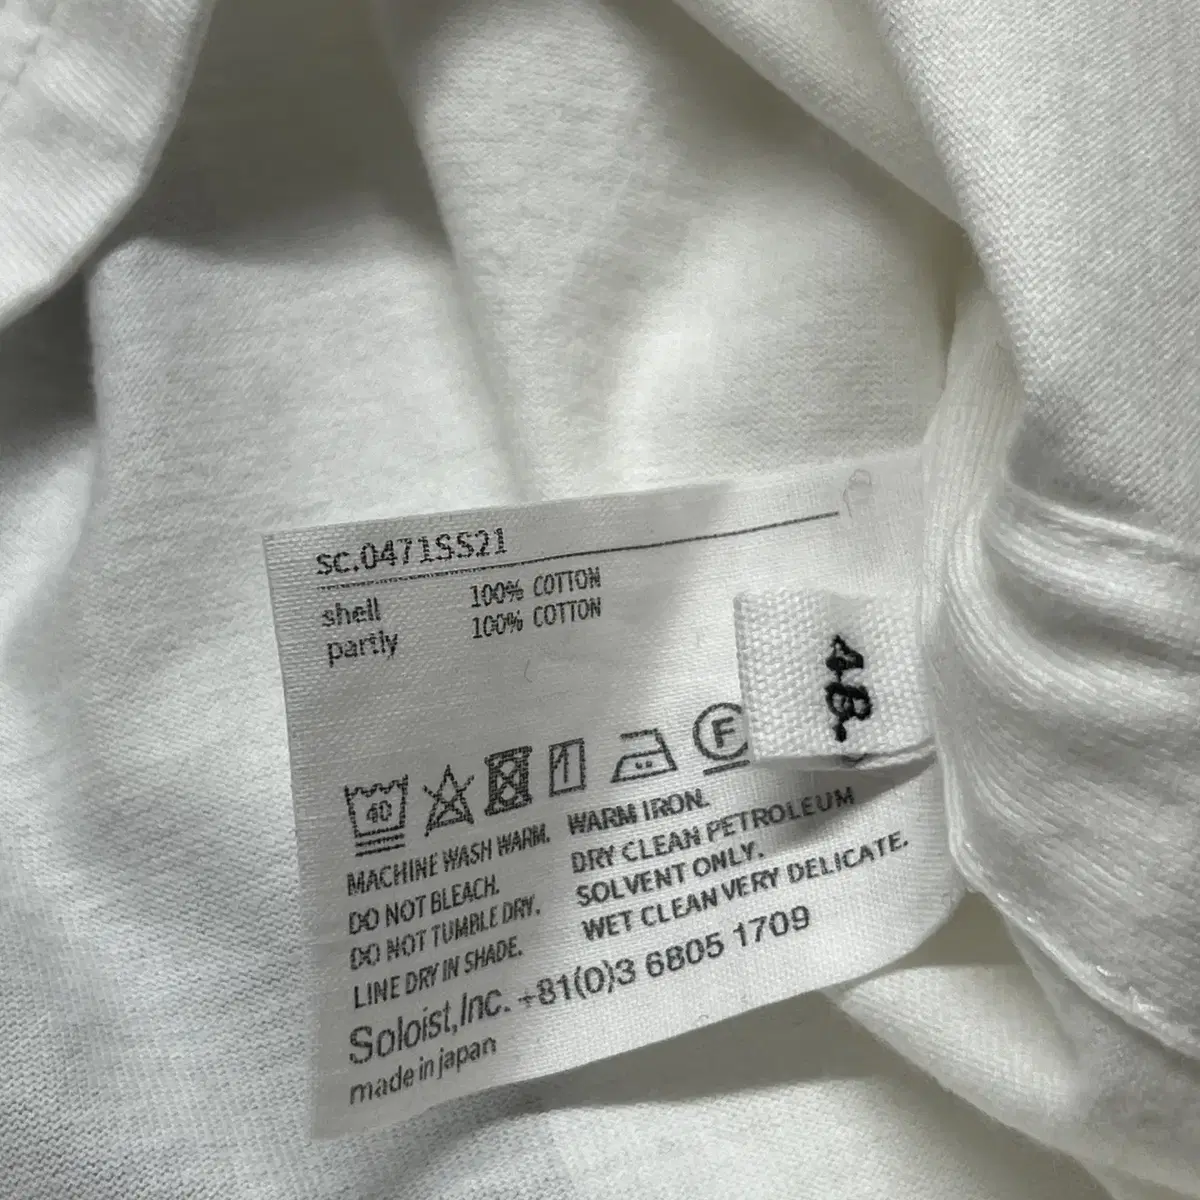 sc.0471SS21
shell 100% COTTON
partly 100% COTTON
48.
40
F
MACHINE WASH WARM.
DO NOT BLEACH.
DO NOT TUMBLE DRY.
LINE DRY IN SHADE.
WARM IRON.
DRY CLEAN PETROLEUM
SOLVENT ONLY.
WET CLEAN VERY DELICATE.
Soloist,Inc. +81(0)3 6805 1709
made in japan